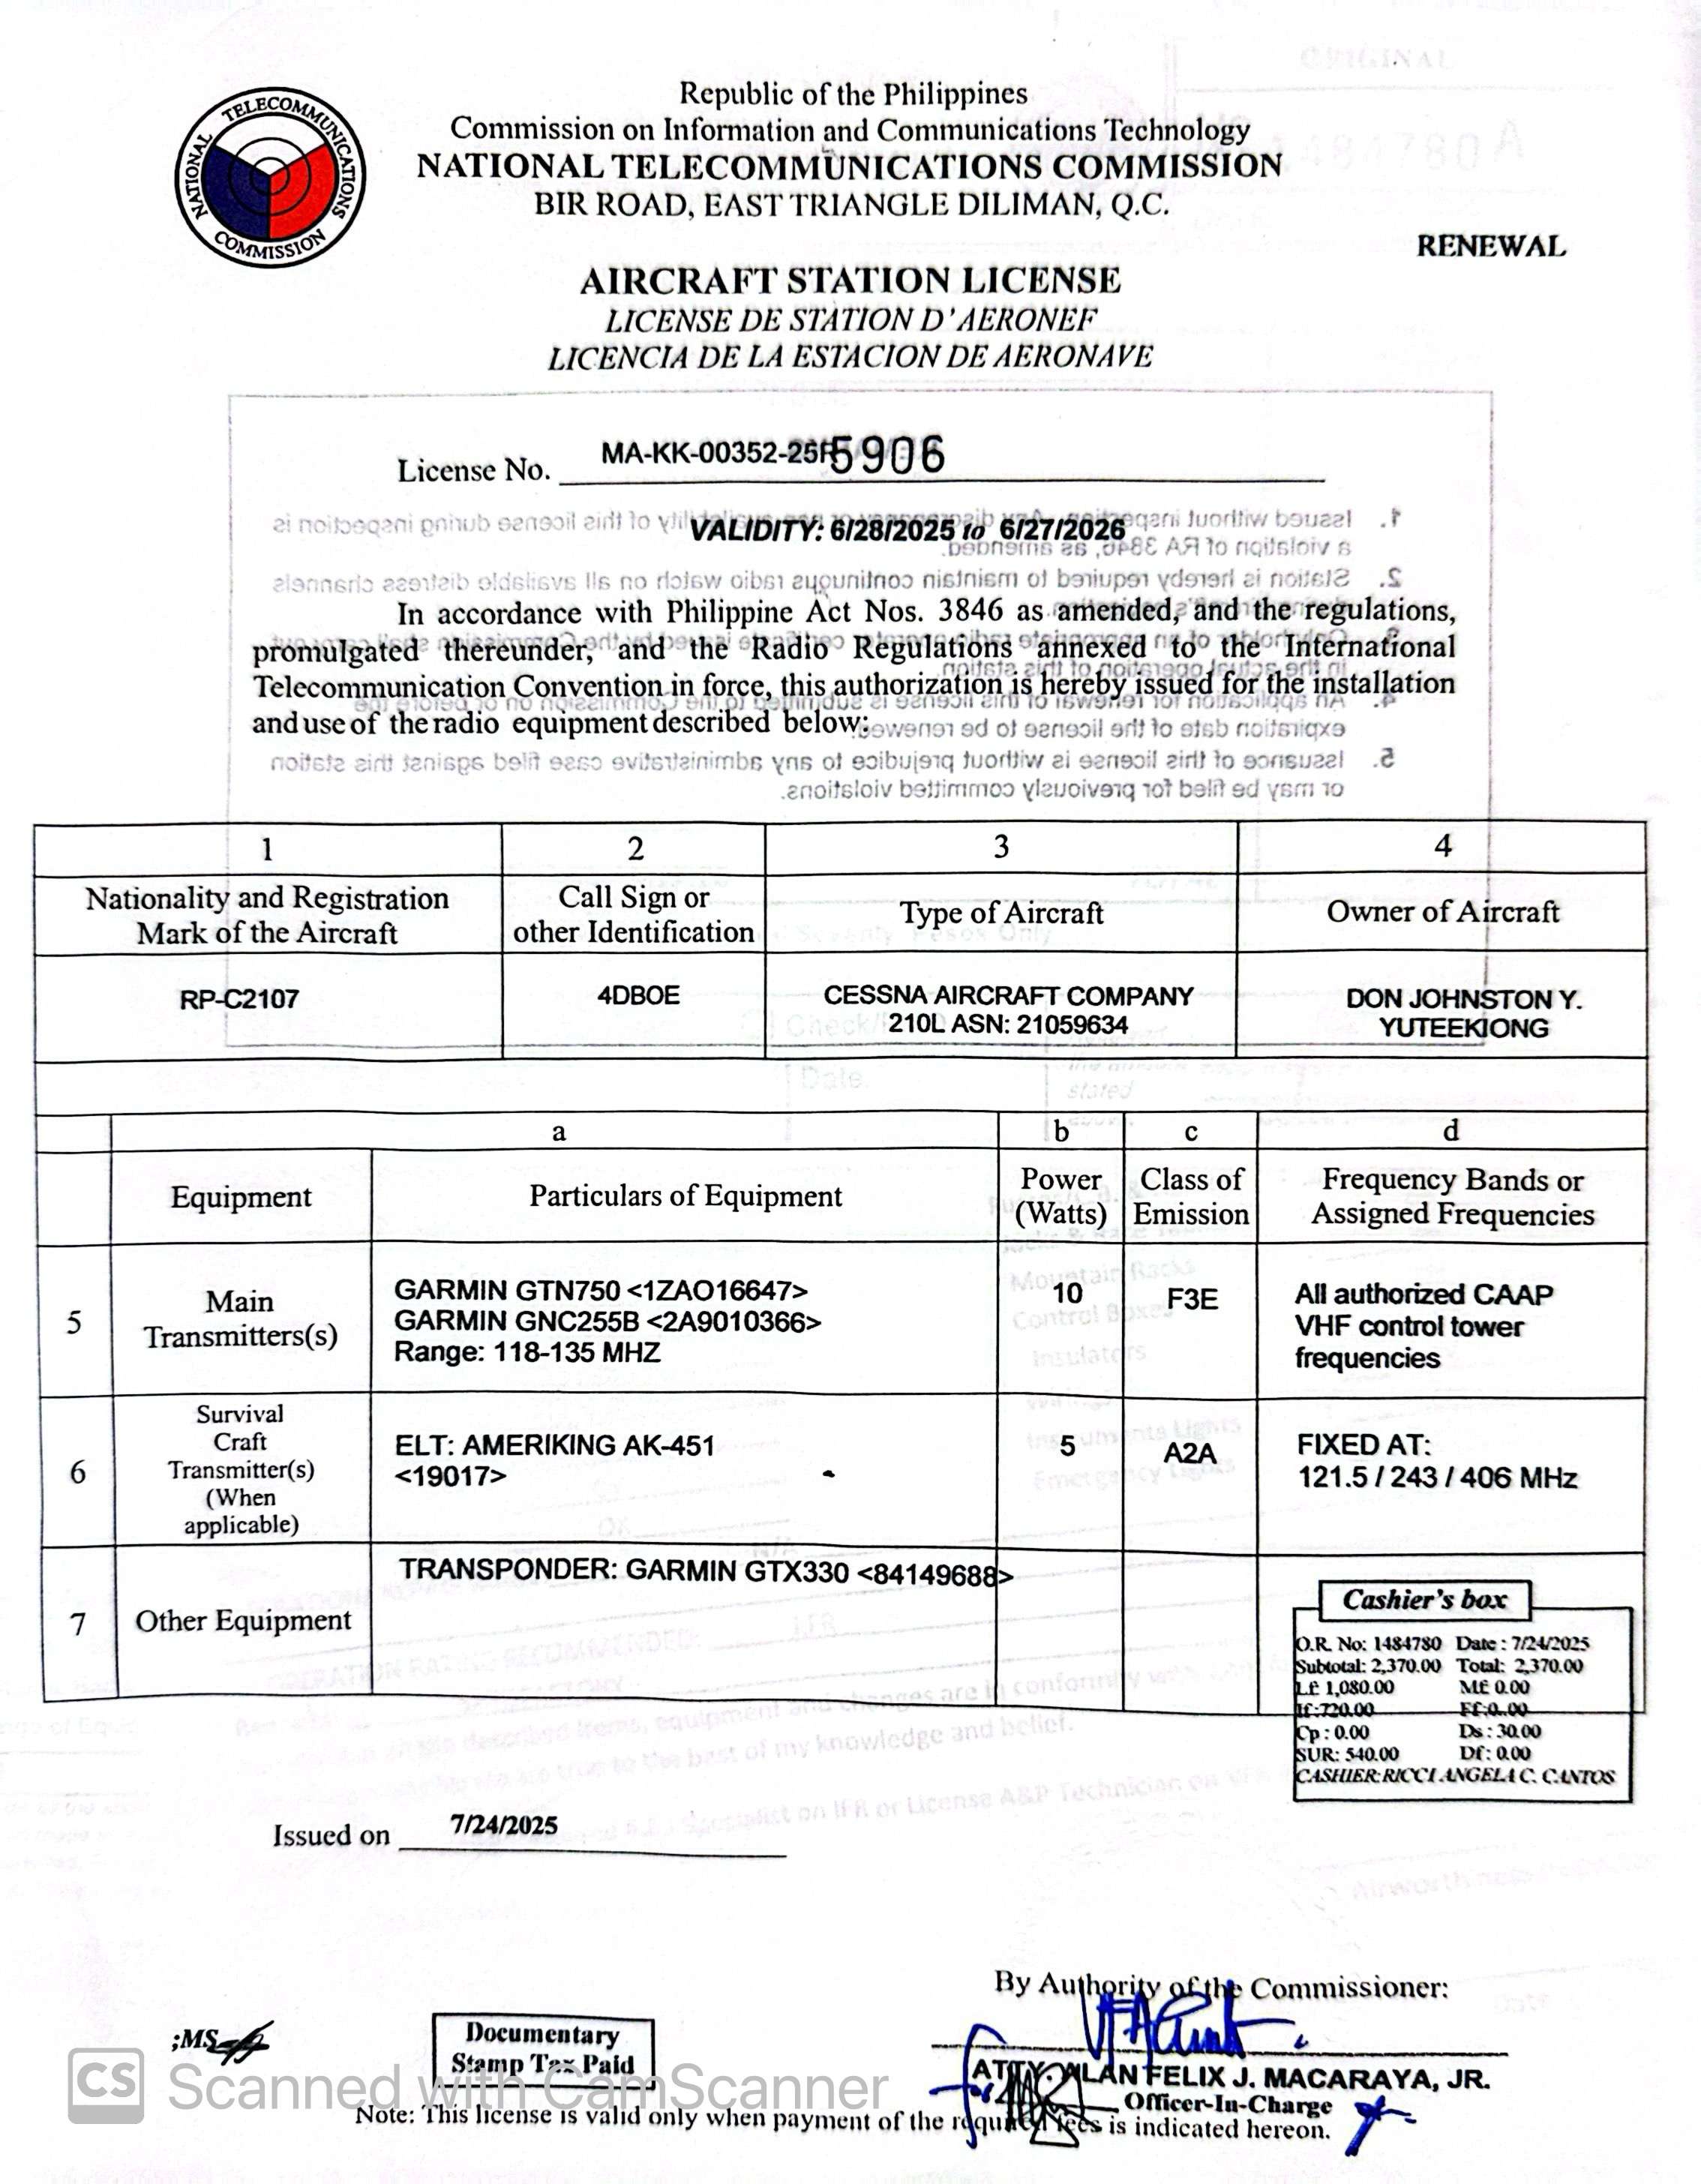 Republic of the Philippines
Commission on Information and Communications Technology
NATIONAL TELECOMMUNICATIONS COMMISSION
BIR ROAD, EAST TRIANGLE DILIMAN, Q.C.
NATIONAL TELECOMMUNICATIONS COMMISSION
ORIGINAL
1484780 A
RENEWAL
AIRCRAFT STATION LICENSE
LICENSE DE STATION D'AERONEF
LICENCIA DE LA ESTACION DE AERONAVE
License No. MA-KK-00352-25R5906
VALIDITY: 6/28/2025 to 6/27/2026
In accordance with Philippine Act Nos. 3846 as amended, and the regulations,
promulgated thereunder, and the Radio Regulations annexed to the International
Telecommunication Convention in force, this authorization is hereby issued for the installation
and use of the radio equipment described below:
1 2 3 4
Nationality and Registration Mark of the Aircraft
Call Sign or other Identification
Type of Aircraft
Owner of Aircraft
RP-C2107
4DBOE
CESSNA AIRCRAFT COMPANY
210L ASN: 21059634
DON JOHNSTON Y.
YUTEEKIONG
a b c d
Equipment
Particulars of Equipment
Power
(Watts)
Class of
Emission
Frequency Bands or
Assigned Frequencies
5
Main
Transmitters(s)
GARMIN GTN750 <1ZAO16647>
GARMIN GNC255B <2A9010366>
Range: 118-135 MHZ
10
F3E
All authorized CAAP
VHF control tower
frequencies
6
Survival
Craft
Transmitter(s)
(When
applicable)
ELT: AMERIKING AK-451
<19017>
5
A2A
FIXED AT:
121.5 / 243 / 406 MHz
7
Other Equipment
TRANSPONDER: GARMIN GTX330 <84149688>
Cashier's box
O.R. No: 1484780 Date : 7/24/2025
Subtotal: 2,370.00 Total: 2,370.00
Lf: 1,080.00 Mf: 0.00
If:720.00 Ff:0..00
Cp : 0.00 Ds : 30.00
SUR: 540.00 Df: 0.00
CASHIER:RICCI ANGELA C. CANTOS
Issued on 7/24/2025
By Authority of the Commissioner:
ATTY. ALAN FELIX J. MACARAYA, JR.
Officer-In-Charge
;MS
Documentary
Stamp Tax Paid
CS Scanned with CamScanner
Note: This license is valid only when payment of the required fees is indicated hereon.